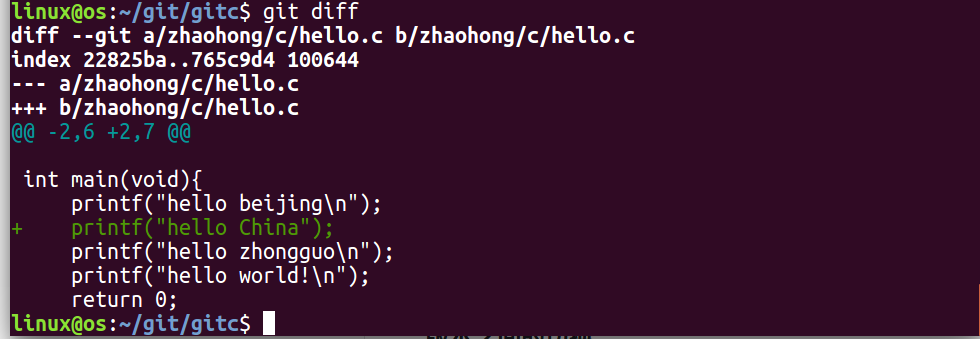 linux@os:~/git/gitc$ git diff
diff --git a/zhaohong/c/hello.c b/zhaohong/c/hello.c
index 22825ba..765c9d4 100644
--- a/zhaohong/c/hello.c
+++ b/zhaohong/c/hello.c
@@ -2,6 +2,7 @@
 int main(void){
     printf("hello beijing\n");
+    printf("hello China");
     printf("hello zhongguo\n");
     printf("hello world!\n");
     return 0;
linux@os:~/git/gitc$